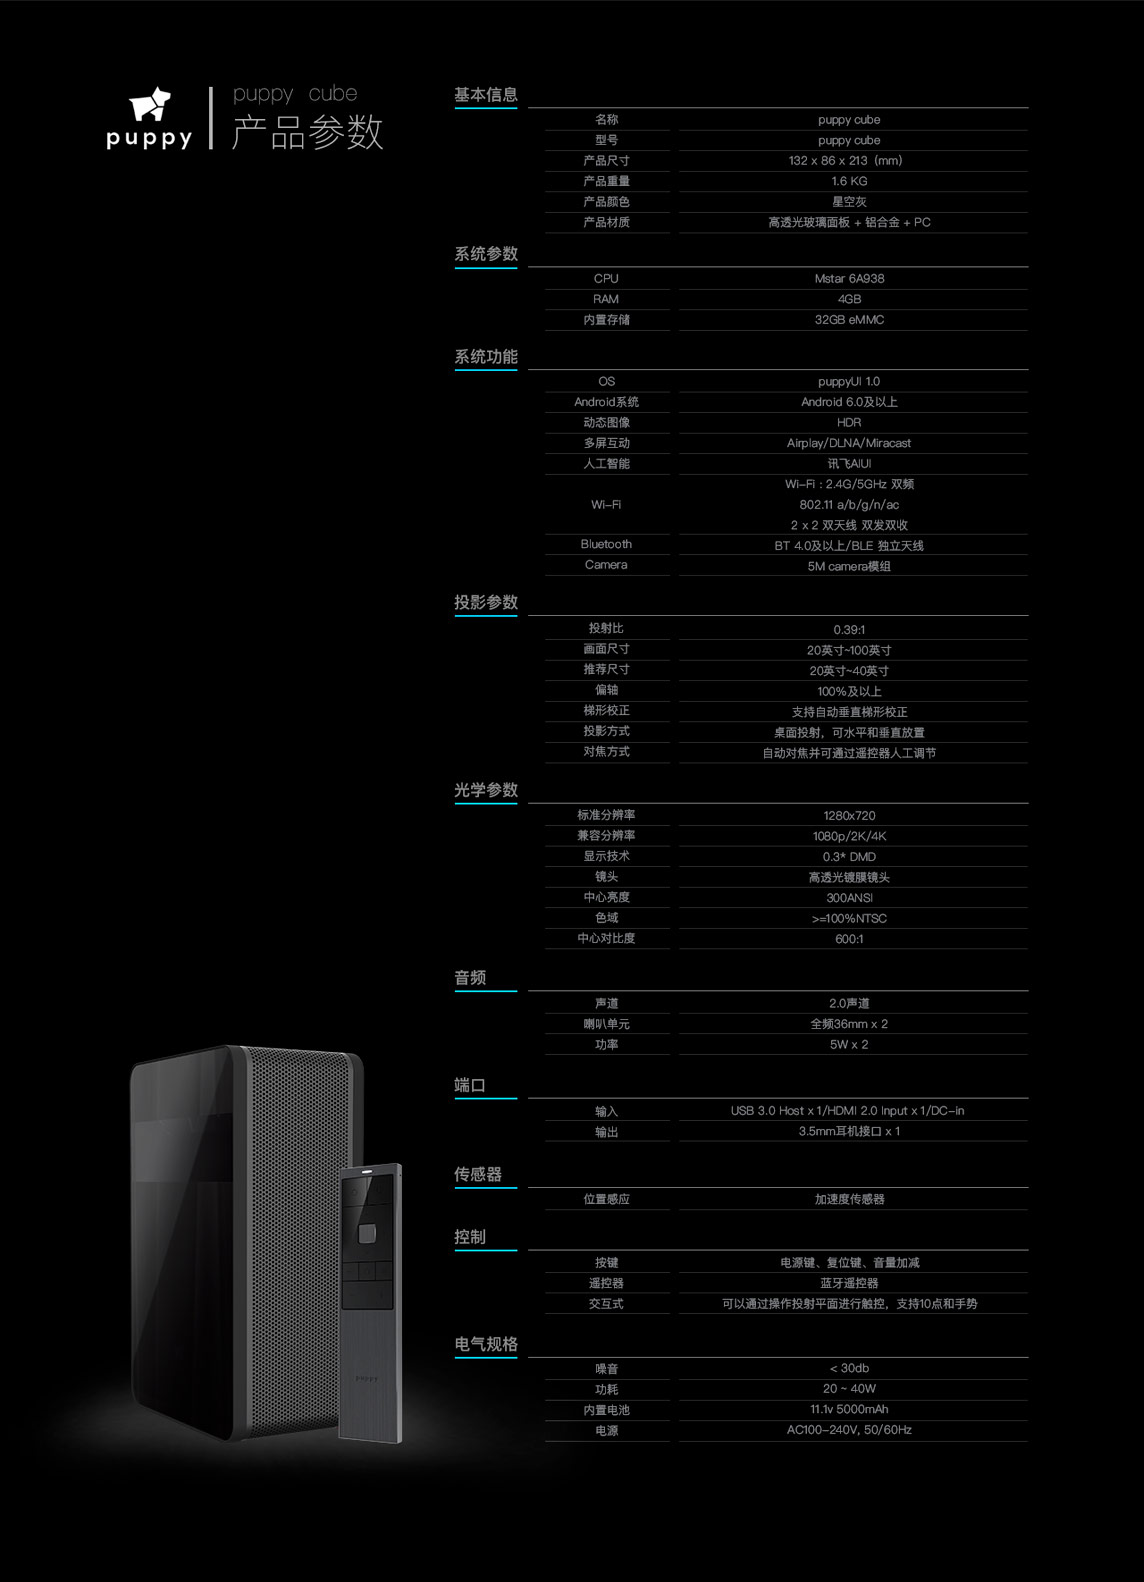 puppy
puppy cube
产品参数
基本信息
名称 puppy cube
型号 puppy cube
产品尺寸 132 x 86 x 213（mm）
产品重量 1.6 KG
产品颜色 星空灰
产品材质 高透光玻璃面板 + 铝合金 + PC
系统参数
CPU Mstar 6A938
RAM 4GB
内置存储 32GB eMMC
系统功能
OS puppyUI 1.0
Android系统 Android 6.0及以上
动态图像 HDR
多屏互动 Airplay/DLNA/Miracast
人工智能 讯飞AIUI
Wi-Fi : 2.4G/5GHz 双频
Wi-Fi 802.11 a/b/g/n/ac
2 x 2 双天线 双发双收
Bluetooth BT 4.0及以上/BLE 独立天线
Camera 5M camera模组
投影参数
投射比 0.39:1
画面尺寸 20英寸~100英寸
推荐尺寸 20英寸~40英寸
偏轴 100%及以上
梯形校正 支持自动垂直梯形校正
投影方式 桌面投射，可水平和垂直放置
对焦方式 自动对焦并可通过遥控器人工调节
光学参数
标准分辨率 1280x720
兼容分辨率 1080p/2K/4K
显示技术 0.3* DMD
镜头 高透光镀膜镜头
中心亮度 300ANSI
色域 >=100%NTSC
中心对比度 600:1
音频
声道 2.0声道
喇叭单元 全频36mm x 2
功率 5W x 2
端口
输入 USB 3.0 Host x 1/HDMI 2.0 Input x 1/DC-in
输出 3.5mm耳机接口 x 1
传感器
位置感应 加速度传感器
控制
按键 电源键、复位键、音量加减
遥控器 蓝牙遥控器
交互式 可以通过操作投射平面进行触控，支持10点和手势
电气规格
噪音 < 30db
功耗 20 ~ 40W
内置电池 11.1v 5000mAh
电源 AC100-240V, 50/60Hz
puppy